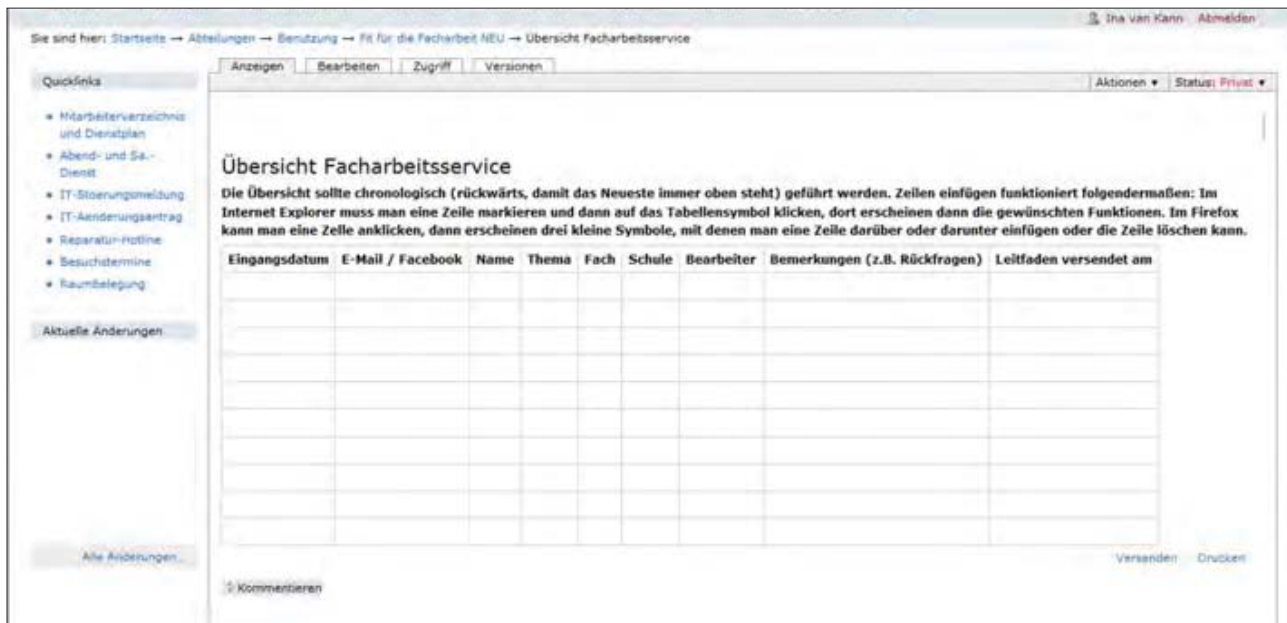 Ina van Kann Abmelden
Sie sind hier: Startseite → Abteilungen → Benutzung → Fit für die Facharbeit NEU → Übersicht Facharbeitsservice
Anzeigen Bearbeiten Zugriff Versionen
Aktionen ▾ Status: Privat ▾
Quicklinks
Mitarbeiterverzeichnis
und Dienstplan
Abend- und Sa.-
Dienst
IT-Stoerungsmeldung
IT-Aenderungsantrag
Reparatur-Hotline
Besuchstermine
Raumbelegung
Aktuelle Änderungen
Alle Änderungen...
Übersicht Facharbeitsservice
Die Übersicht sollte chronologisch (rückwärts, damit das Neueste immer oben steht) geführt werden. Zeilen einfügen funktioniert folgendermaßen: Im
Internet Explorer muss man eine Zeile markieren und dann auf das Tabellensymbol klicken, dort erscheinen dann die gewünschten Funktionen. Im Firefox
kann man eine Zelle anklicken, dann erscheinen drei kleine Symbole, mit denen man eine Zeile darüber oder darunter einfügen oder die Zeile löschen kann.
Eingangsdatum E-Mail / Facebook Name Thema Fach Schule Bearbeiter Bemerkungen (z.B. Rückfragen) Leitfaden versendet am
Versenden Drucken
Kommentieren